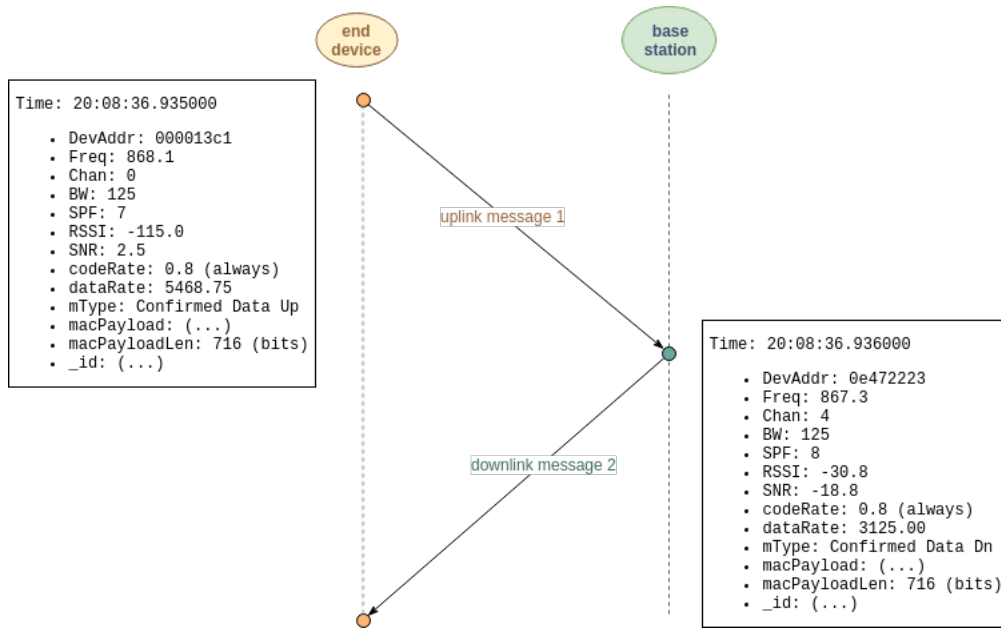 end
device
base
station
Time: 20:08:36.935000
• DevAddr: 000013c1
• Freq: 868.1
• Chan: 0
• BW: 125
• SPF: 7
• RSSI: -115.0
• SNR: 2.5
• codeRate: 0.8 (always)
• dataRate: 5468.75
• mType: Confirmed Data Up
• macPayload: (...)
• macPayloadLen: 716 (bits)
• _id: (...)
uplink message 1
Time: 20:08:36.936000
• DevAddr: 0e472223
• Freq: 867.3
• Chan: 4
• BW: 125
• SPF: 8
• RSSI: -30.8
• SNR: -18.8
• codeRate: 0.8 (always)
• dataRate: 3125.00
• mType: Confirmed Data Dn
• macPayload: (...)
• macPayloadLen: 716 (bits)
• _id: (...)
downlink message 2